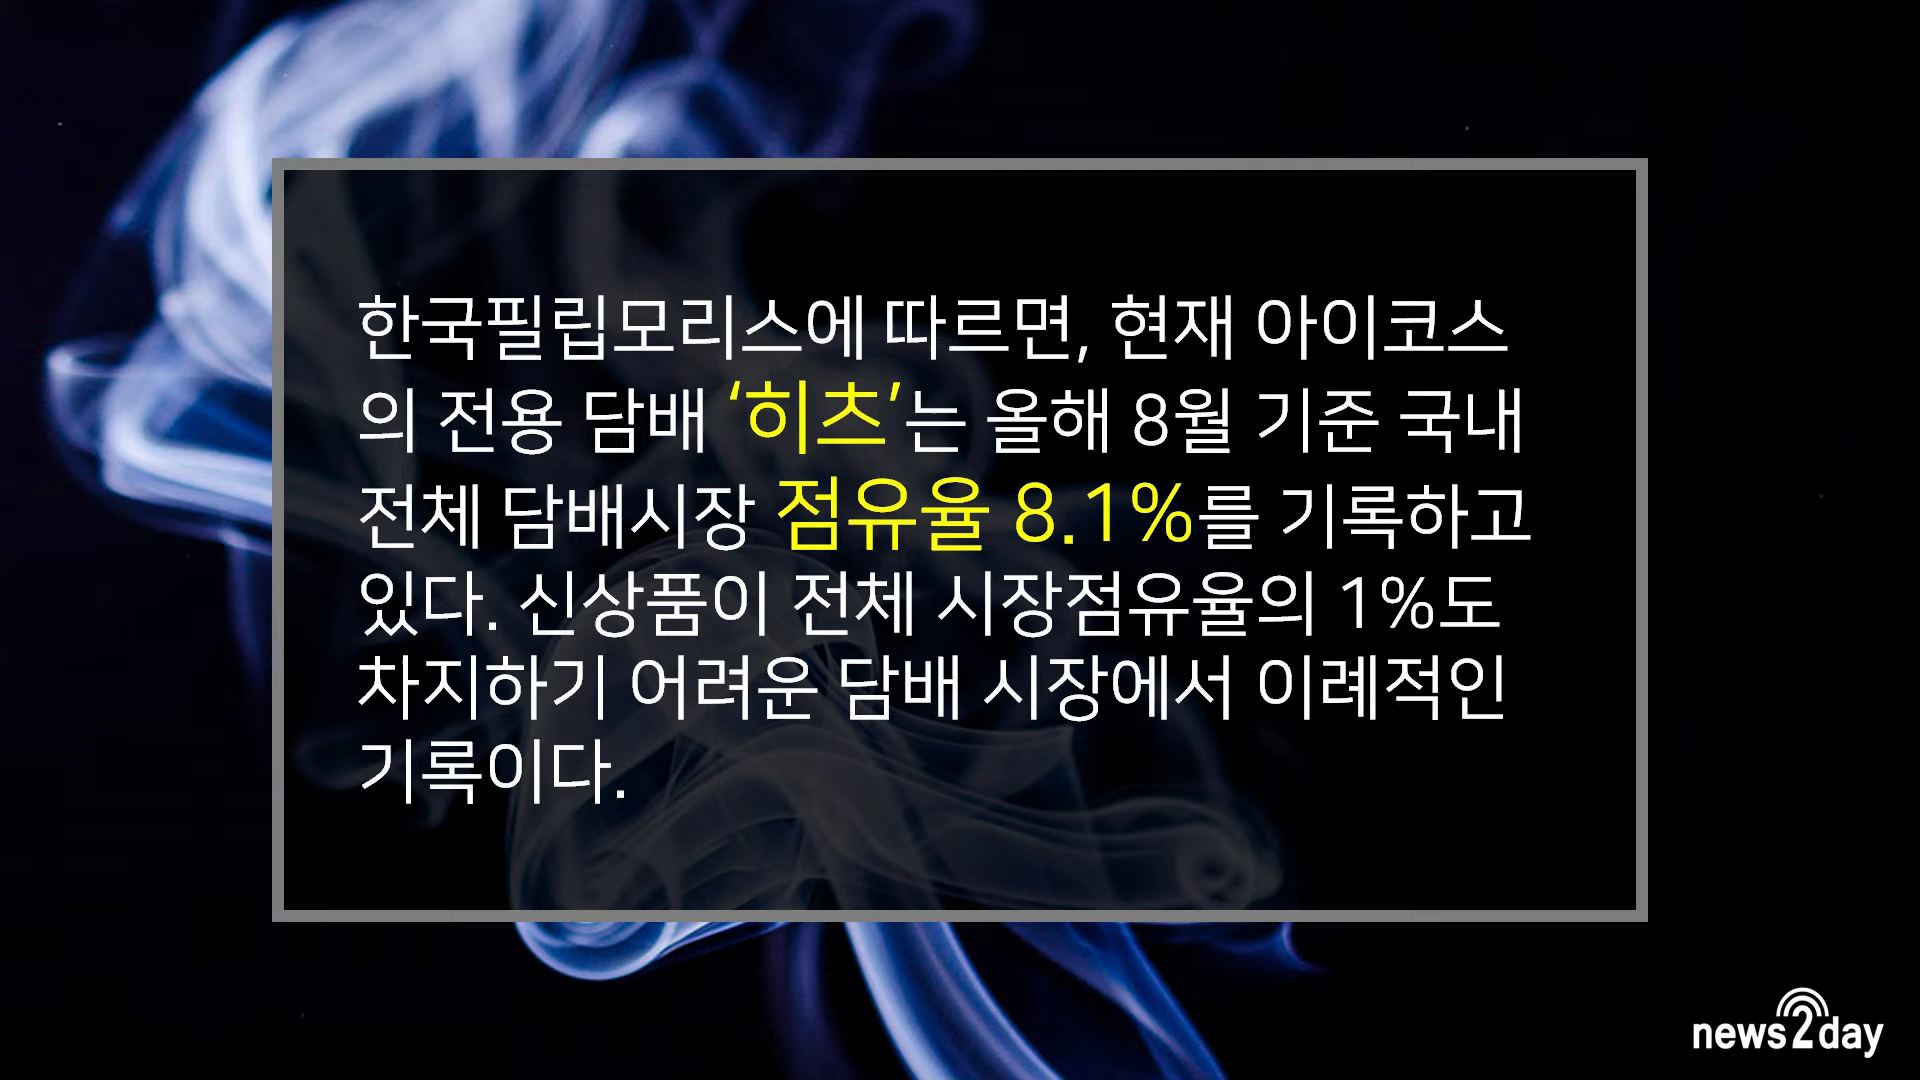 한국필립모리스에 따르면, 현재 아이코스
의 전용 담배 ‘히츠’는 올해 8월 기준 국내
전체 담배시장 점유율 8.1%를 기록하고
있다. 신상품이 전체 시장점유율의 1%도
차지하기 어려운 담배 시장에서 이례적인
기록이다.
news2day